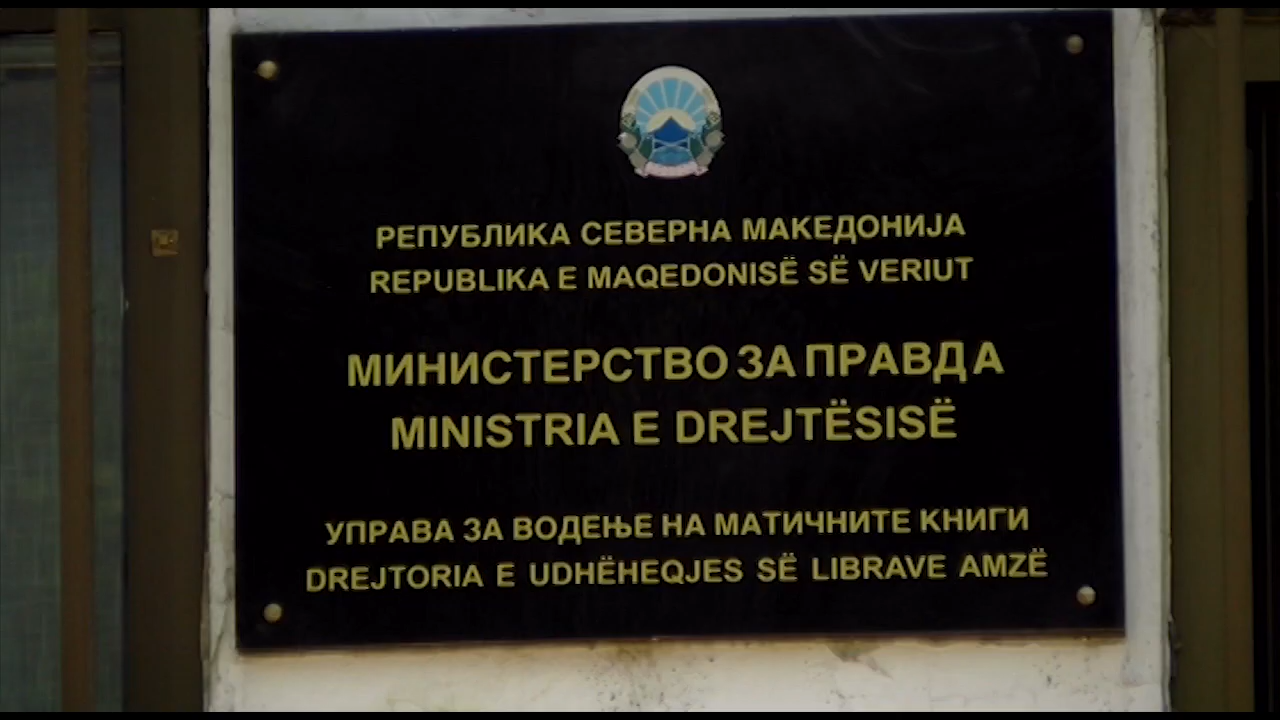 РЕПУБЛИКА СЕВЕРНА МАКЕДОНИЈА
REPUBLIKA E MAQEDONISË SË VERIUT
МИНИСТЕРСТВО ЗА ПРАВДА
MINISTRIA E DREJTËSISË
УПРАВА ЗА ВОДЕЊЕ НА МАТИЧНИТЕ КНИГИ
DREJTORIA E UDHËHEQJES SË LIBRAVE AMZË